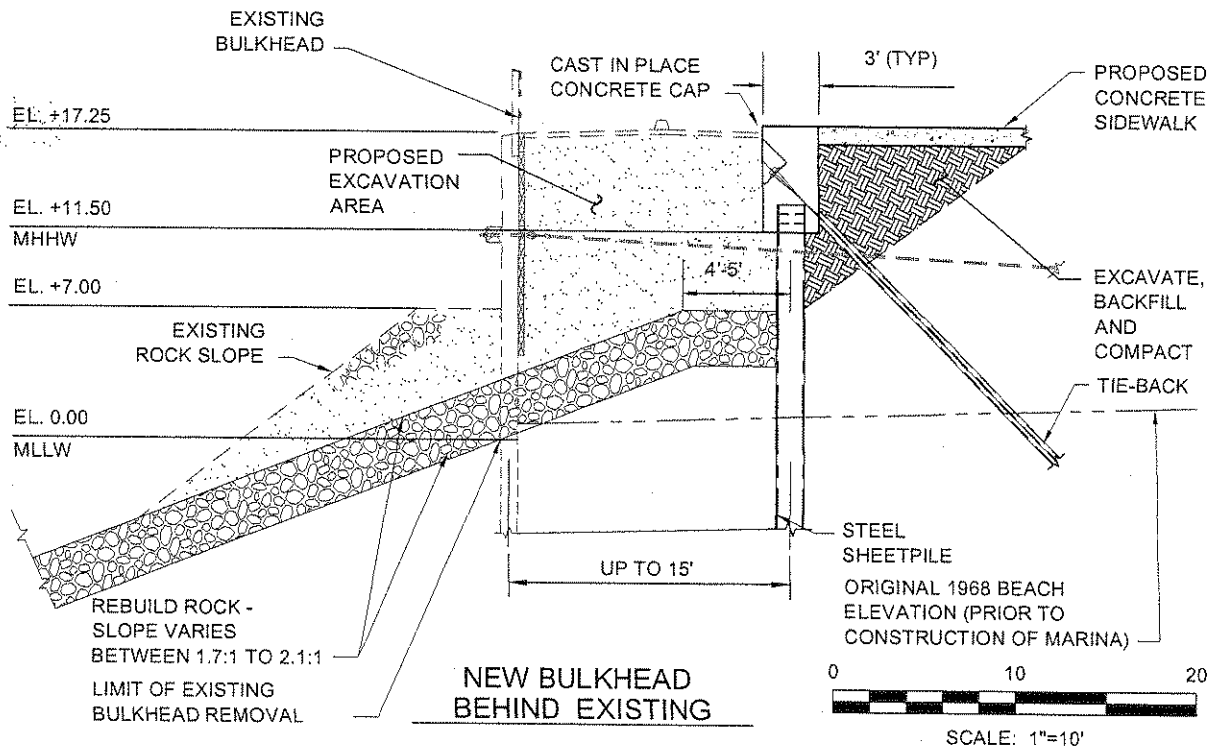 EXISTING
BULKHEAD
CAST IN PLACE
CONCRETE CAP
3' (TYP)
PROPOSED
CONCRETE
SIDEWALK
EL. +17.25
PROPOSED
EXCAVATION
AREA
EL. +11.50
MHHW
4'-5'
EL. +7.00
EXISTING
ROCK SLOPE
EXCAVATE,
BACKFILL
AND
COMPACT
TIE-BACK
EL. 0.00
MLLW
STEEL
SHEETPILE
UP TO 15'
ORIGINAL 1968 BEACH
ELEVATION (PRIOR TO
CONSTRUCTION OF MARINA)
REBUILD ROCK -
SLOPE VARIES
BETWEEN 1.7:1 TO 2.1:1
LIMIT OF EXISTING
BULKHEAD REMOVAL
NEW BULKHEAD
BEHIND EXISTING
0 10 20
SCALE: 1"=10'